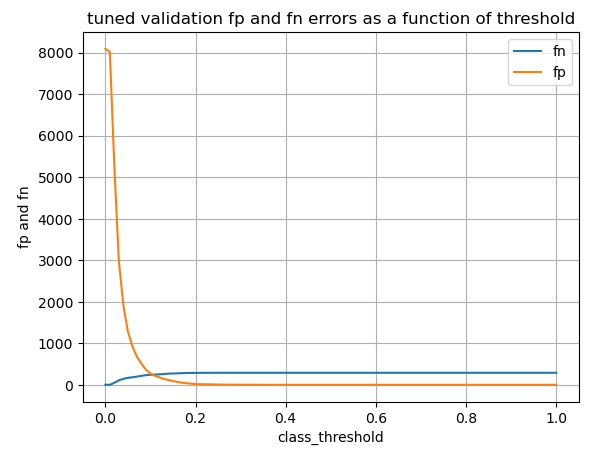 tuned validation fp and fn errors as a function of threshold
fn
fp
8000
7000
6000
5000
4000
3000
2000
1000
0
fp and fn
0.0 0.2 0.4 0.6 0.8 1.0
class_threshold